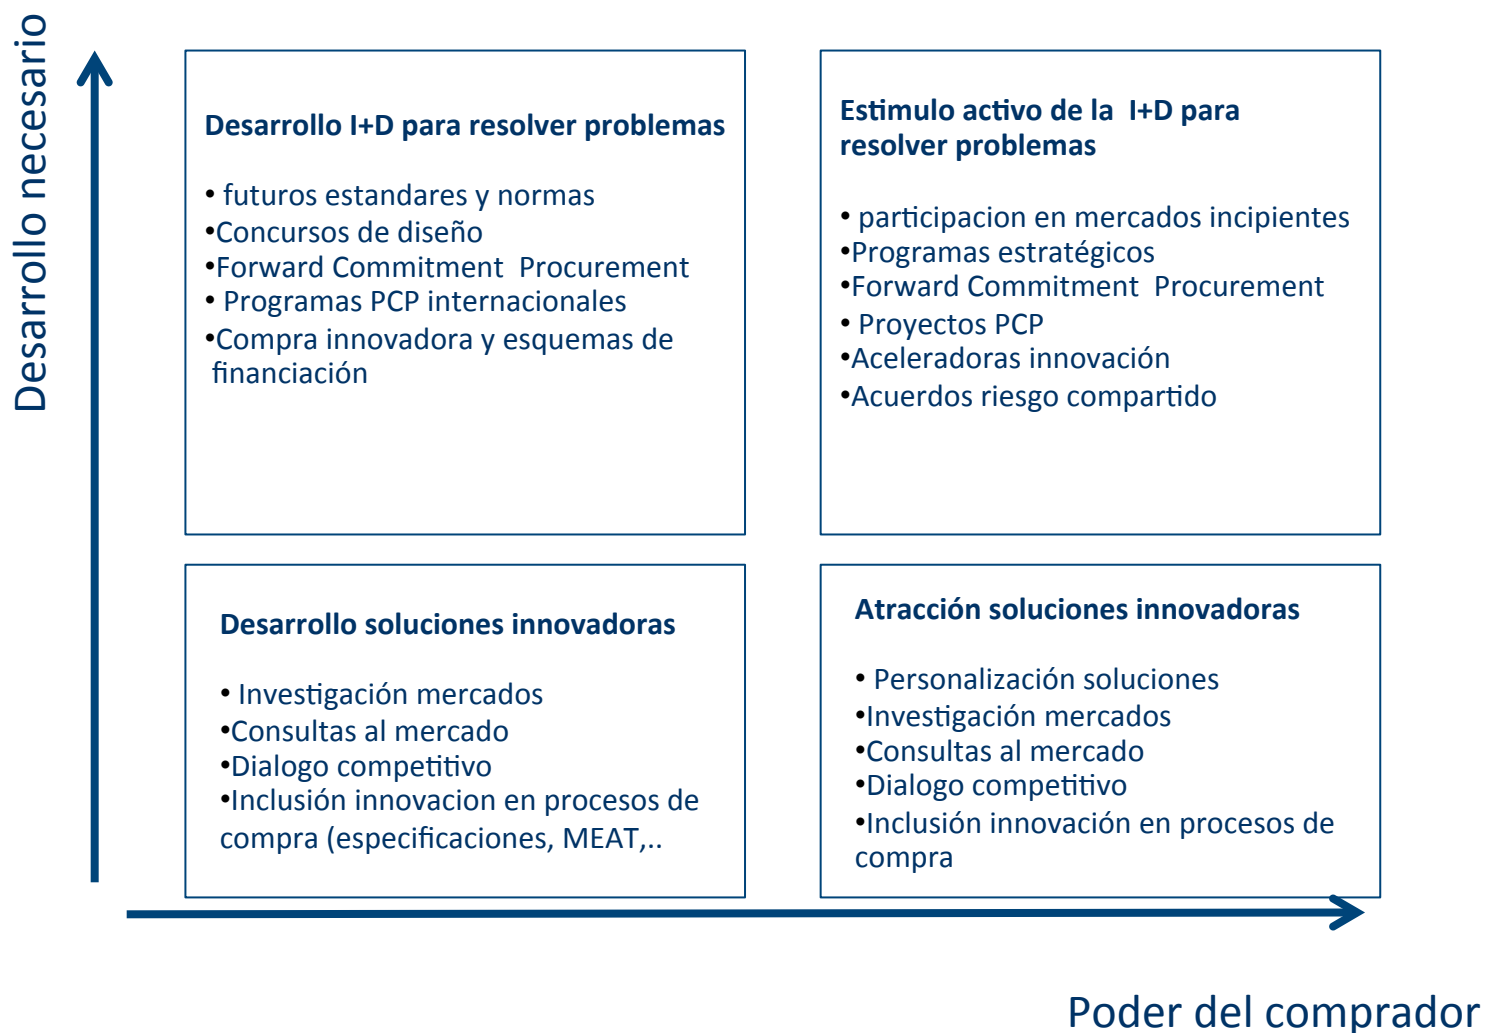 Desarrollo necesario
Desarrollo I+D para resolver problemas
• futuros estandares y normas
•Concursos de diseño
•Forward Commitment  Procurement
• Programas PCP internacionales
•Compra innovadora y esquemas de
financiación
Estimulo activo de la  I+D para
resolver problemas
• participacion en mercados incipientes
•Programas estratégicos
•Forward Commitment  Procurement
• Proyectos PCP
•Aceleradoras innovación
•Acuerdos riesgo compartido
Desarrollo soluciones innovadoras
• Investigación mercados
•Consultas al mercado
•Dialogo competitivo
•Inclusión innovacion en procesos de
compra (especificaciones, MEAT,..
Atracción soluciones innovadoras
• Personalización soluciones
•Investigación mercados
•Consultas al mercado
•Dialogo competitivo
•Inclusión innovación en procesos de
compra
Poder del comprador